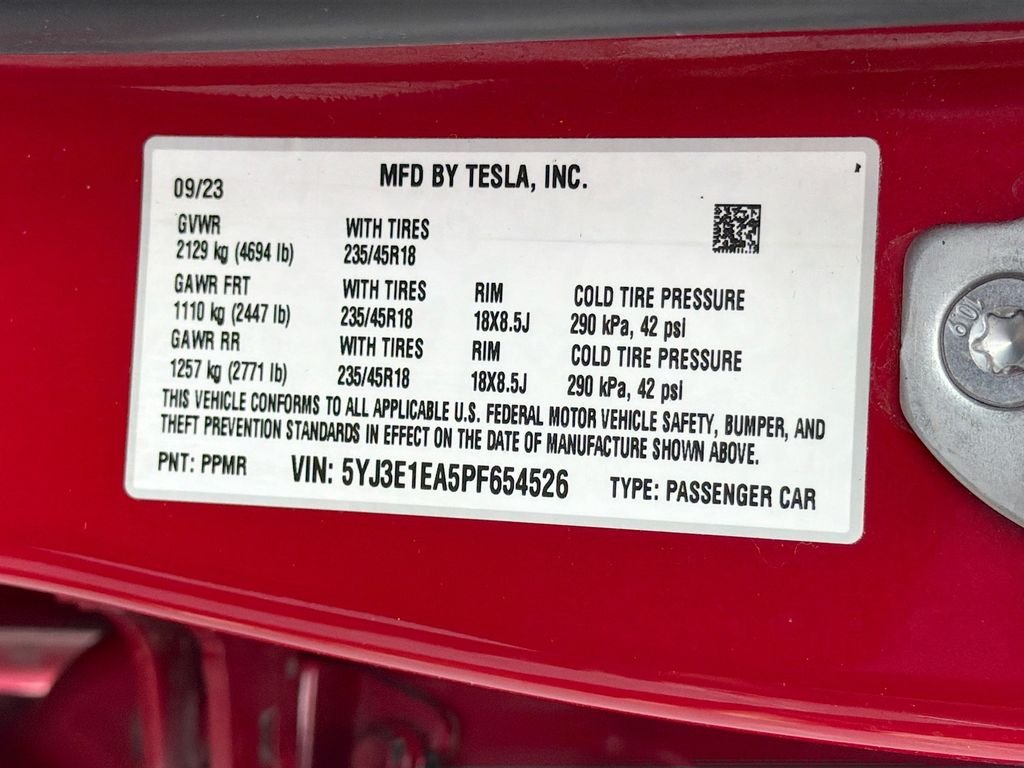 MFD BY TESLA, INC.
09/23
GVWR WITH TIRES
2129 kg (4694 lb) 235/45R18
GAWR FRT WITH TIRES RIM COLD TIRE PRESSURE
1110 kg (2447 lb) 235/45R18 18X8.5J 290 kPa, 42 psi
GAWR RR WITH TIRES RIM COLD TIRE PRESSURE
1257 kg (2771 lb) 235/45R18 18X8.5J 290 kPa, 42 psi
THIS VEHICLE CONFORMS TO ALL APPLICABLE U.S. FEDERAL MOTOR VEHICLE SAFETY, BUMPER, AND
THEFT PREVENTION STANDARDS IN EFFECT ON THE DATE OF MANUFACTURE SHOWN ABOVE.
PNT: PPMR VIN: 5YJ3E1EA5PF654526 TYPE: PASSENGER CAR